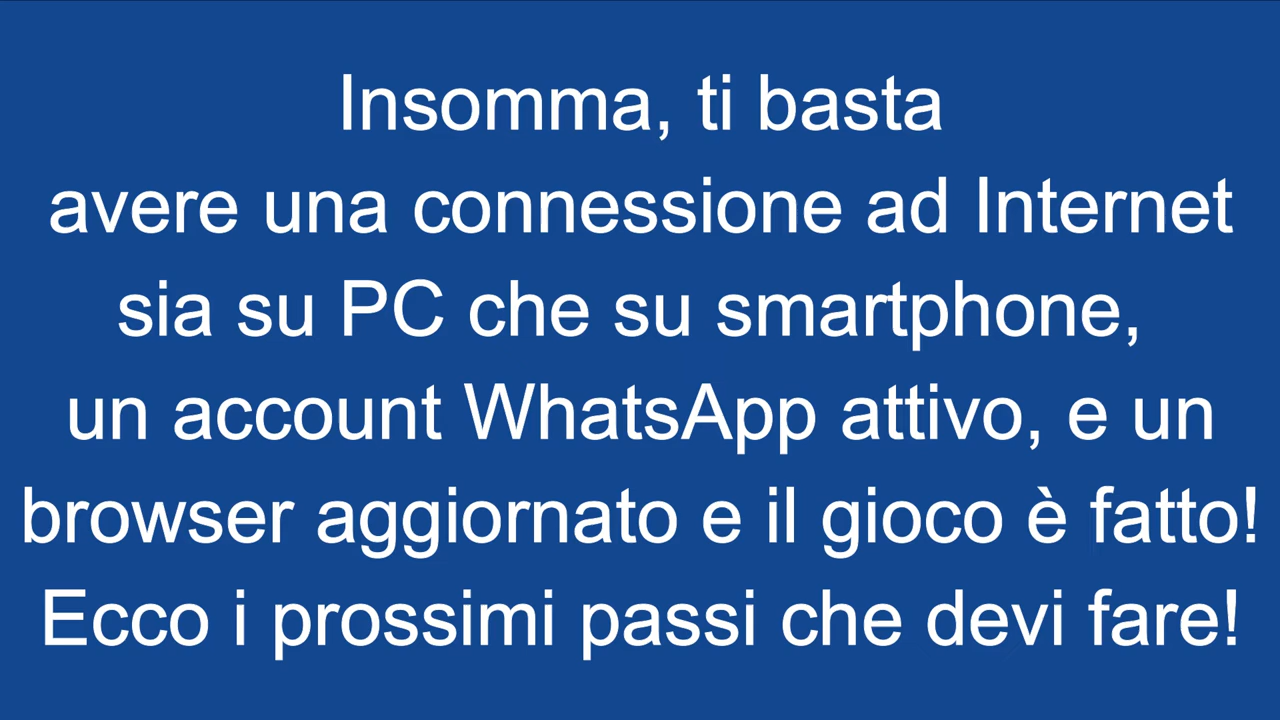 Insomma, ti basta
avere una connessione ad Internet
sia su PC che su smartphone,
un account WhatsApp attivo, e un
browser aggiornato e il gioco è fatto!
Ecco i prossimi passi che devi fare!